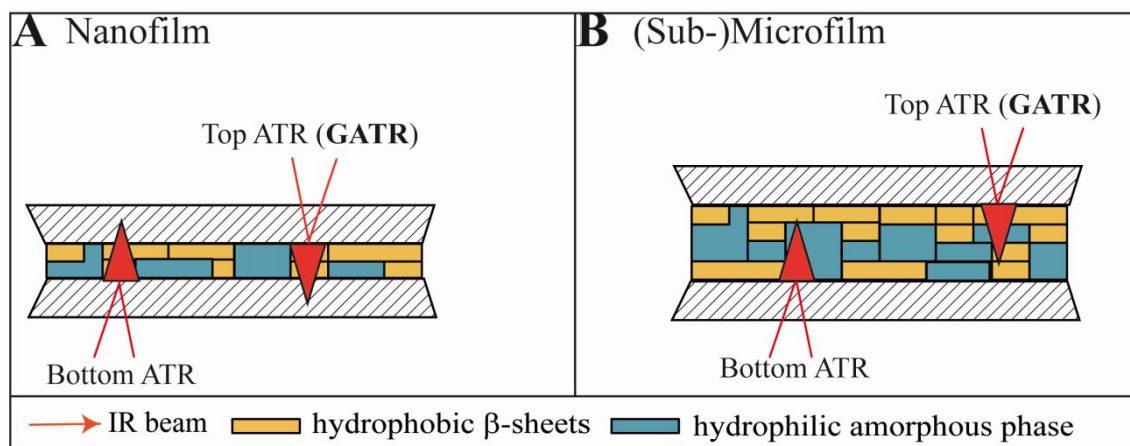 A Nanofilm
B (Sub-)Microfilm
Top ATR (GATR)
Top ATR (GATR)
Bottom ATR
Bottom ATR
IR beam hydrophobic β-sheets hydrophilic amorphous phase